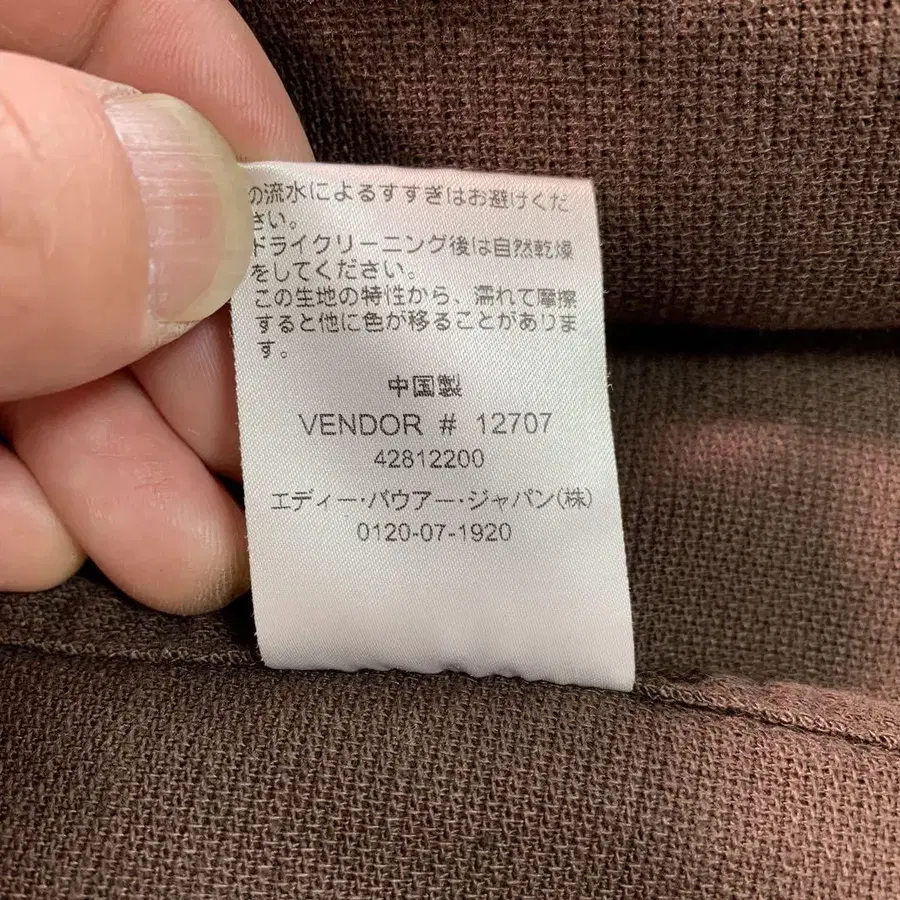 の流水によるすすぎはお避けくだ
さい。
ドライクリーニング後は自然乾燥
をしてください。
この生地の特性から、濡れて摩擦
すると他に色が移ることがありま
す。
中国製
VENDOR # 12707
42812200
エディー・バウアー・ジャパン(株)
0120-07-1920